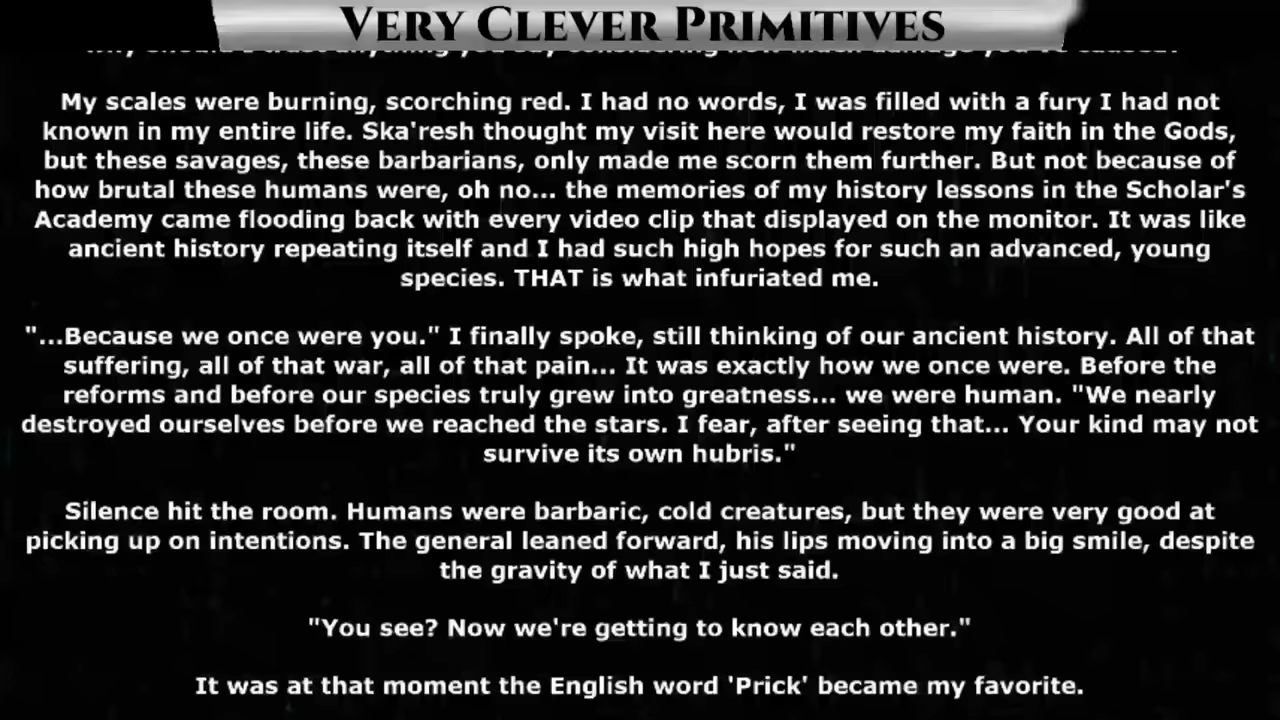 VERY CLEVER PRIMITIVES
My scales were burning, scorching red. I had no words, I was filled with a fury I had not
known in my entire life. Ska'resh thought my visit here would restore my faith in the Gods,
but these savages, these barbarians, only made me scorn them further. But not because of
how brutal these humans were, oh no... the memories of my history lessons in the Scholar's
Academy came flooding back with every video clip that displayed on the monitor. It was like
ancient history repeating itself and I had such high hopes for such an advanced, young
species. THAT is what infuriated me.
"...Because we once were you." I finally spoke, still thinking of our ancient history. All of that
suffering, all of that war, all of that pain... It was exactly how we once were. Before the
reforms and before our species truly grew into greatness... we were human. "We nearly
destroyed ourselves before we reached the stars. I fear, after seeing that... Your kind may not
survive its own hubris."
Silence hit the room. Humans were barbaric, cold creatures, but they were very good at
picking up on intentions. The general leaned forward, his lips moving into a big smile, despite
the gravity of what I just said.
"You see? Now we're getting to know each other."
It was at that moment the English word 'Prick' became my favorite.